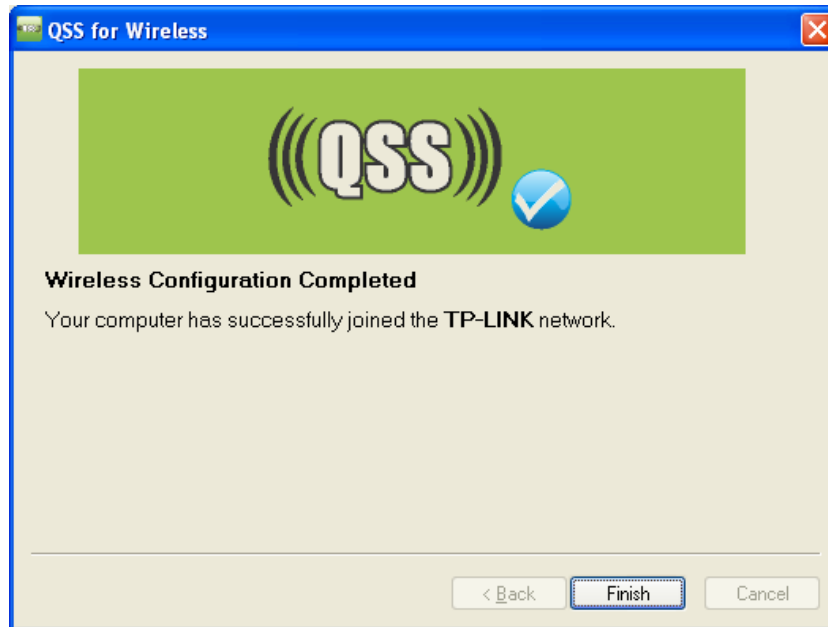 QSS for Wireless
(((QSS)))
Wireless Configuration Completed
Your computer has successfully joined the TP-LINK network.
< Back Finish Cancel